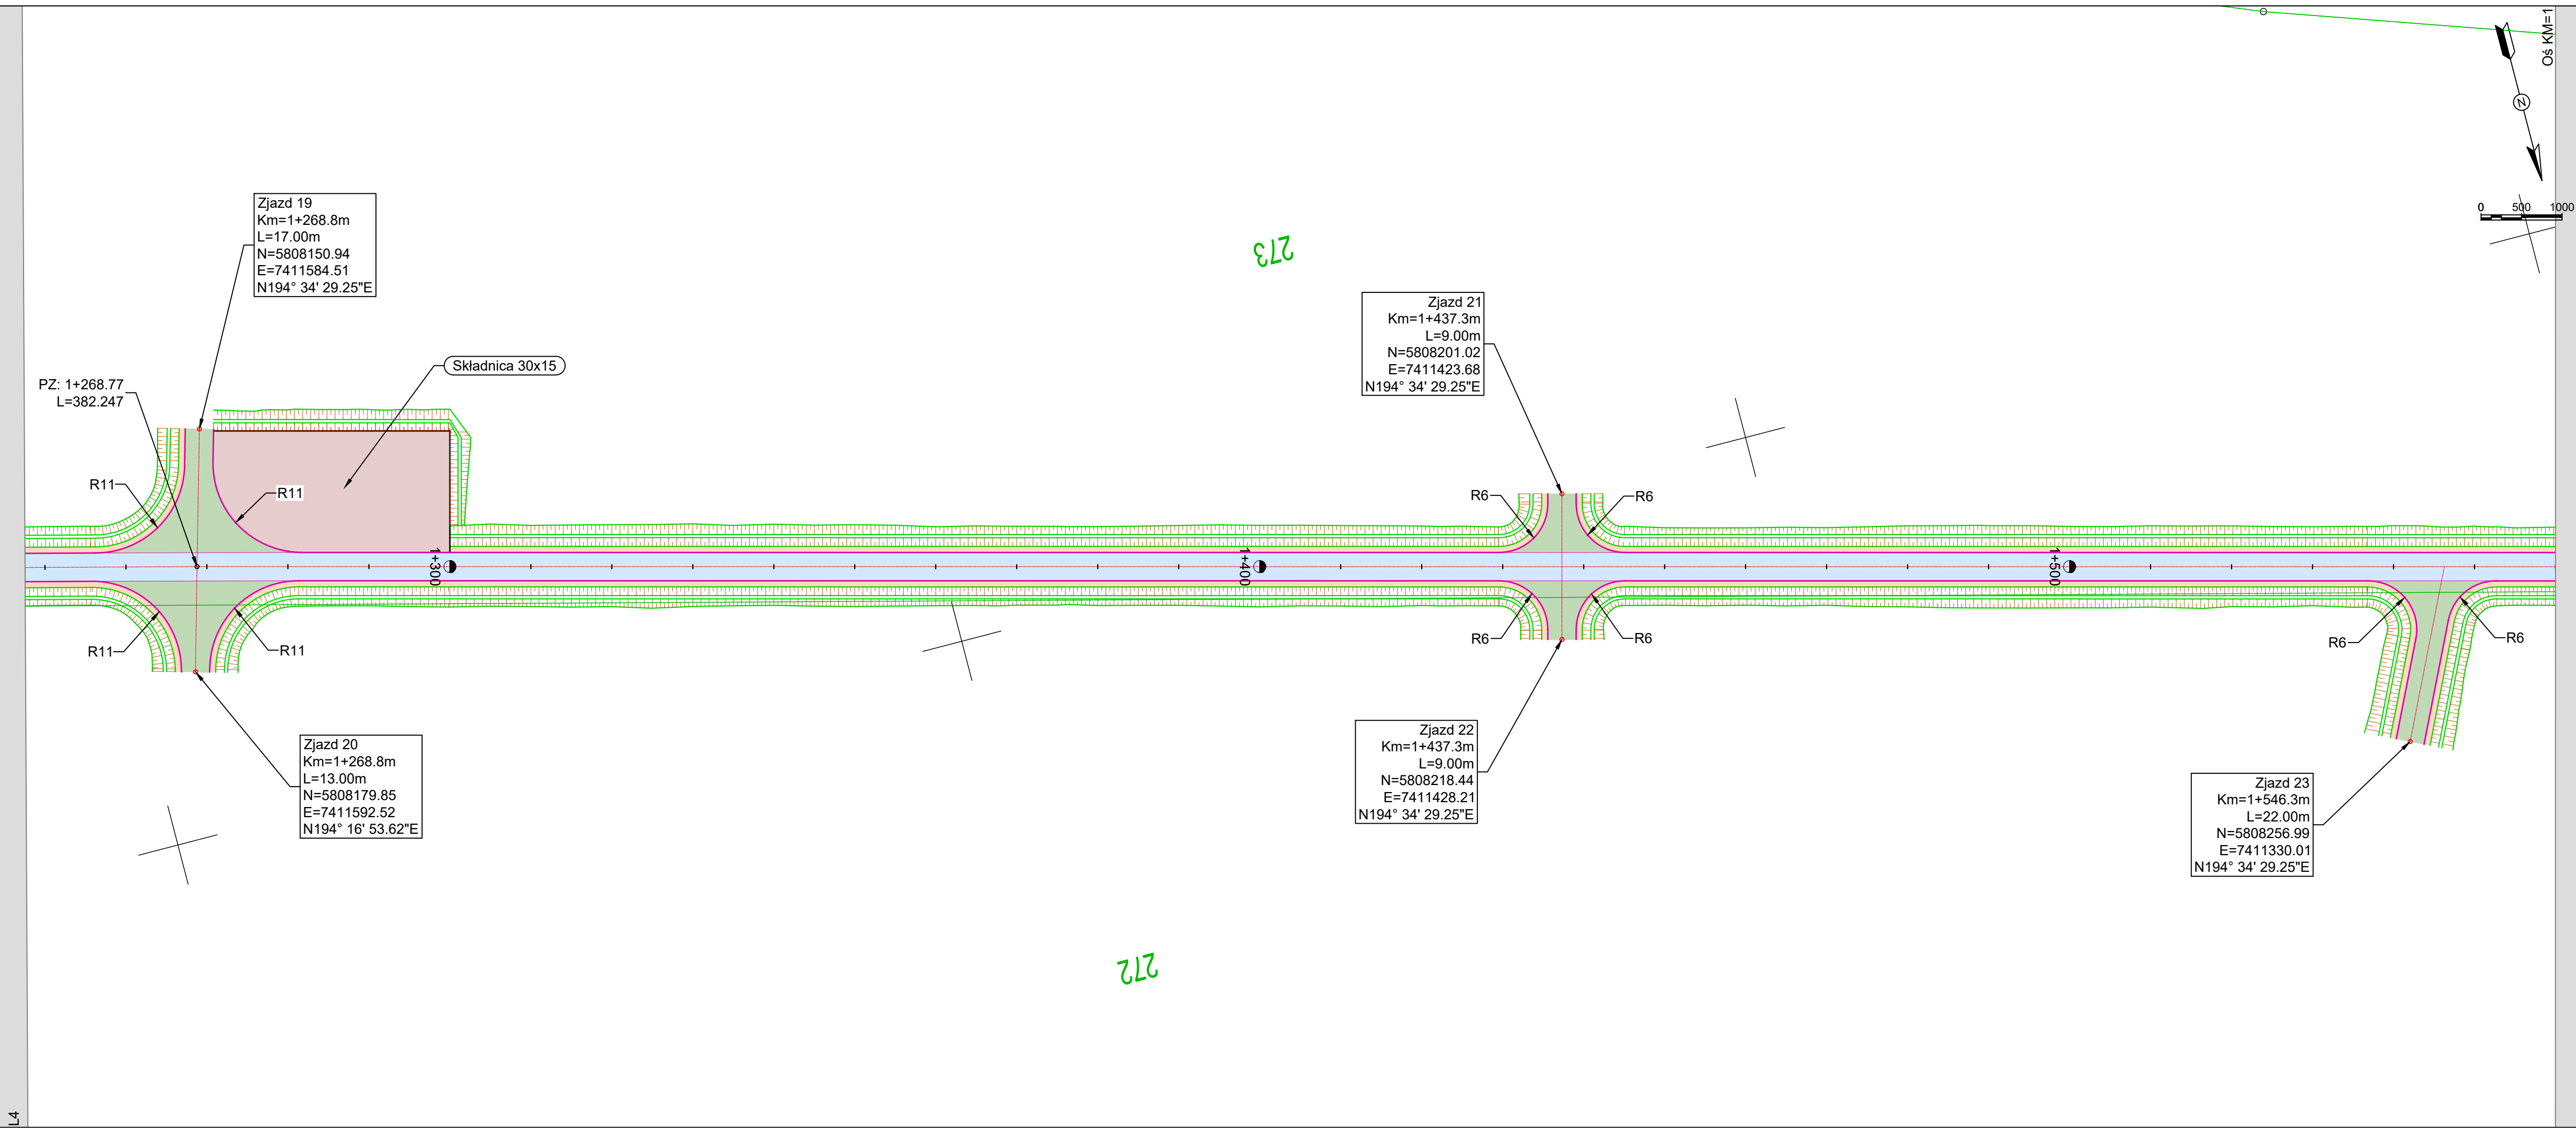 Oś KM=1
N
0 500 1000
Zjazd 19
Km=1+268.8m
L=17.00m
N=5808150.94
E=7411584.51
N194° 34' 29.25"E
273
Zjazd 21
Km=1+437.3m
L=9.00m
N=5808201.02
E=7411423.68
N194° 34' 29.25"E
Składnica 30x15
PZ: 1+268.77
L=382.247
R11
R11
R6
R6
1+300
1+400
1+500
R11
R11
R6
R6
R6
R6
Zjazd 20
Km=1+268.8m
L=13.00m
N=5808179.85
E=7411592.52
N194° 16' 53.62"E
Zjazd 22
Km=1+437.3m
L=9.00m
N=5808218.44
E=7411428.21
N194° 34' 29.25"E
Zjazd 23
Km=1+546.3m
L=22.00m
N=5808256.99
E=7411330.01
N194° 34' 29.25"E
272
L4